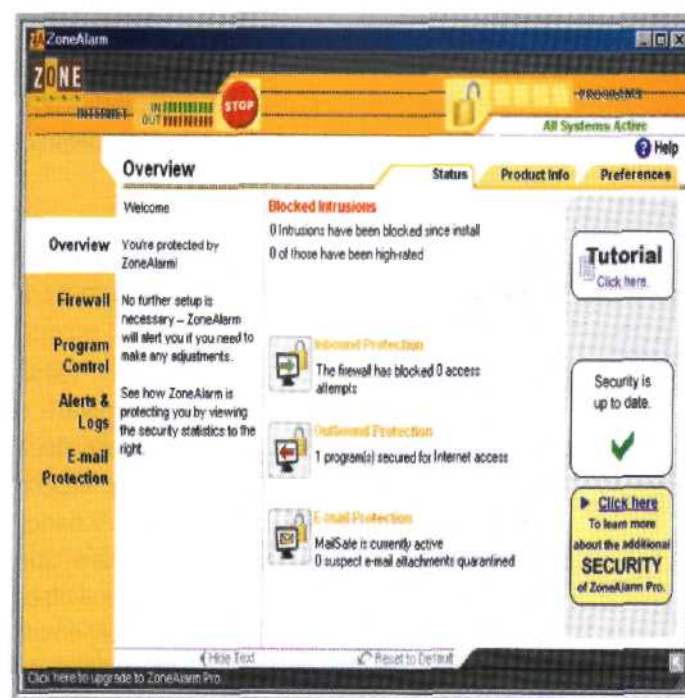 ZoneAlarm
ZONE
INTERNET
IN
OUT
STOP
PROGRAMS
All Systems Active
? Help
Overview
Status
Product Info
Preferences
Overview
Firewall
Program
Control
Alerts &
Logs
E-mail
Protection
Welcome
You're protected by
ZoneAlarm!
No further setup is
necessary – ZoneAlarm
will alert you if you need to
make any adjustments.
See how ZoneAlarm is
protecting you by viewing
the security statistics to the
right.
Blocked Intrusions
0 Intrusions have been blocked since install
0 of those have been high-rated
Inbound Protection
The firewall has blocked 0 access
attempts
Outbound Protection
1 program(s) secured for Internet access
E-mail Protection
MailSafe is currently active
0 suspect e-mail attachments quarantined
Tutorial
Click here.
Security is
up to date.
Click here
To learn more
about the additional
SECURITY
of ZoneAlarm Pro.
Hide Text
Reset to Default
Click here to upgrade to ZoneAlarm Pro.